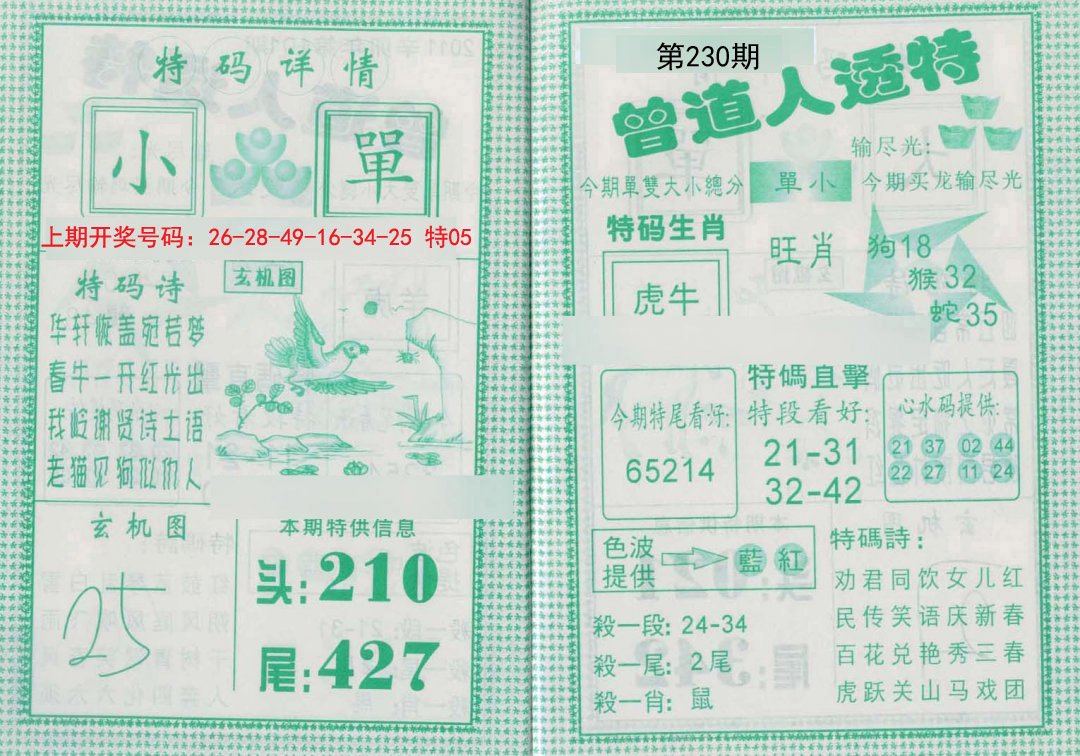 特码详情
小 單
上期开奖号码：26-28-49-16-34-25 特05
特码诗
华轩恢盖宛若梦
春牛一开红光出
我岐谢贤诗士语
老猫见狗似仇人
玄机图
玄机图
25
本期特供信息
头:210
尾:427
第230期
曾道人透特
输尽光:
今期买龙输尽光
今期單雙大小總分
單小
特码生肖
虎牛
旺肖
狗18
猴32
蛇35
今期特尾看好:
65214
特碼直擊
特段看好:
21-31
32-42
心水码提供:
21 37 02 44
22 27 11 24
色波
提供
藍 紅
殺一段: 24-34
殺一尾: 2尾
殺一肖: 鼠
特碼詩:
劝君同饮女儿红
民传笑语庆新春
百花兑艳秀三春
虎跃关山马戏团